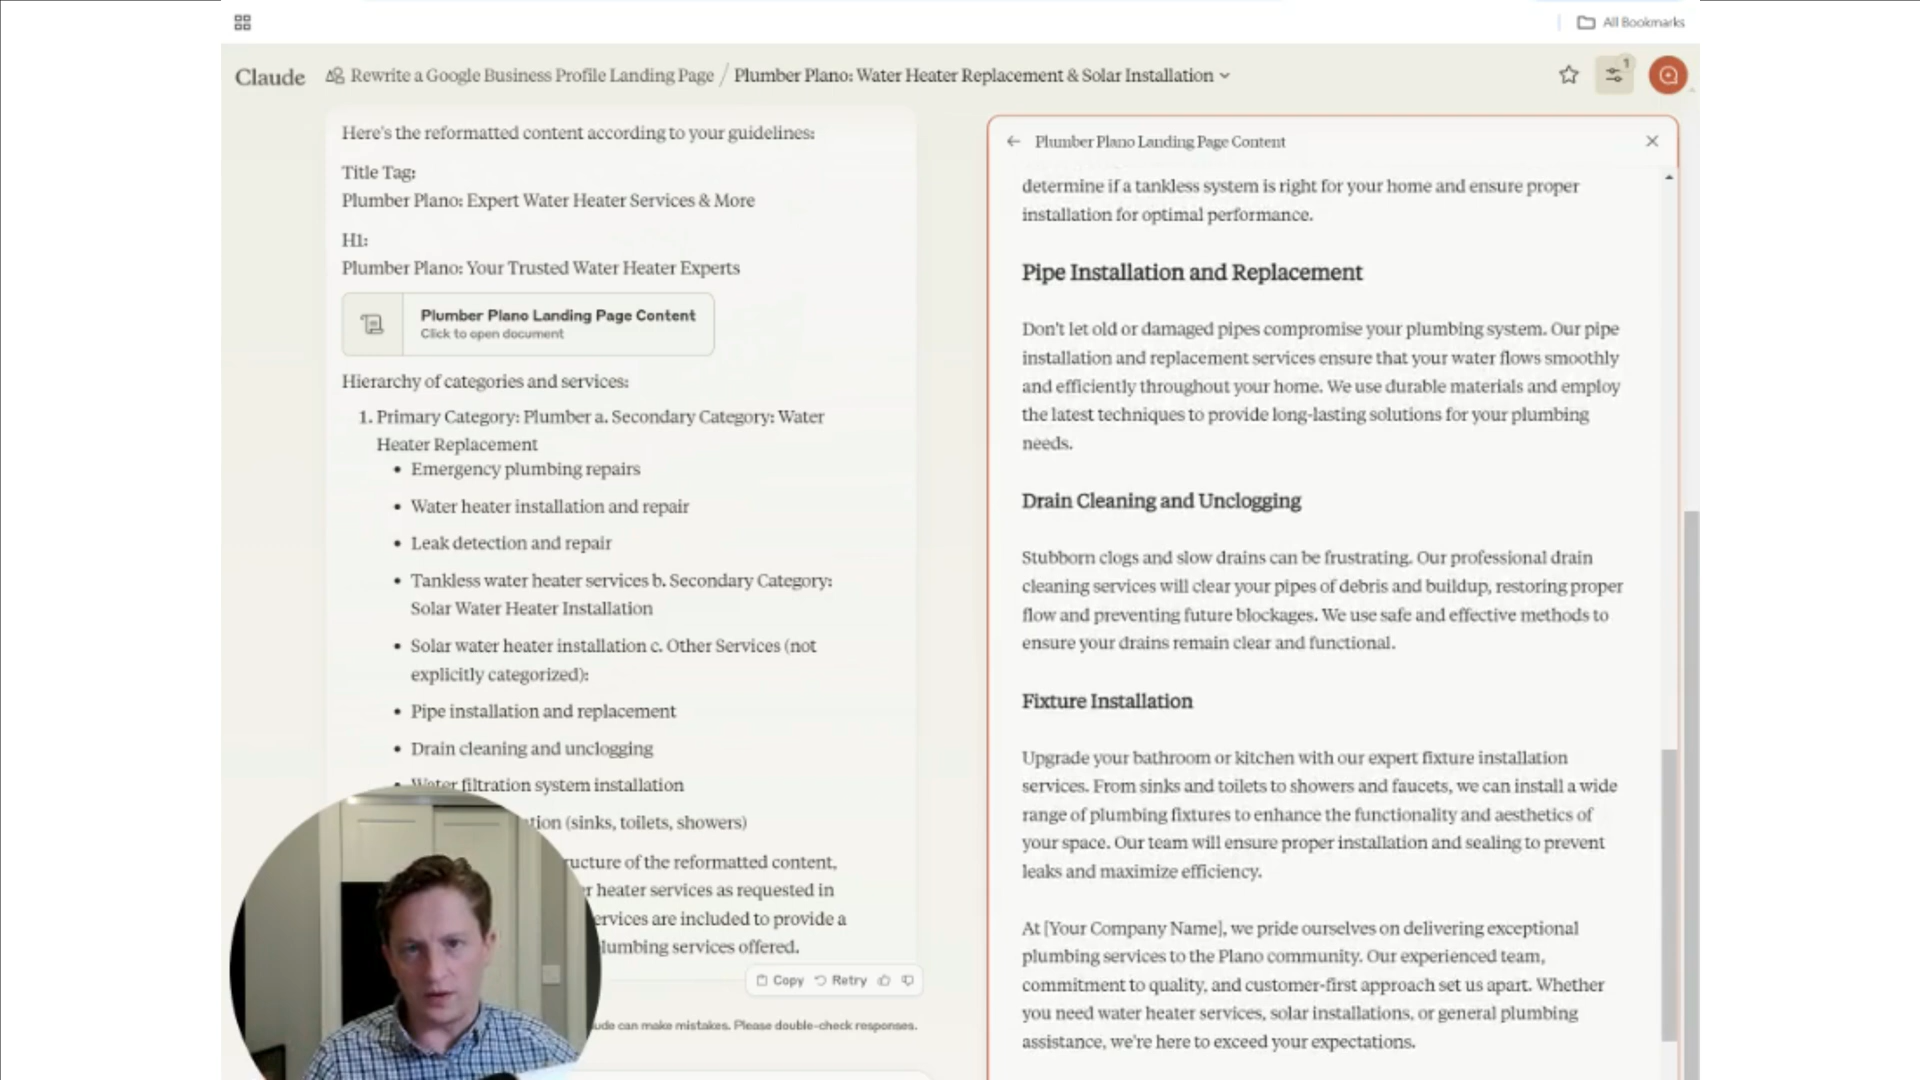 All Bookmarks
Claude
Rewrite a Google Business Profile Landing Page / Plumber Plano: Water Heater Replacement & Solar Installation
1
Here's the reformatted content according to your guidelines:
Title Tag:
Plumber Plano: Expert Water Heater Services & More
H1:
Plumber Plano: Your Trusted Water Heater Experts
Plumber Plano Landing Page Content
Click to open document
Hierarchy of categories and services:
1. Primary Category: Plumber a. Secondary Category: Water
Heater Replacement
• Emergency plumbing repairs
• Water heater installation and repair
• Leak detection and repair
• Tankless water heater services b. Secondary Category:
Solar Water Heater Installation
• Solar water heater installation c. Other Services (not
explicitly categorized):
• Pipe installation and replacement
• Drain cleaning and unclogging
• Water filtration system installation
(sinks, toilets, showers)
of the reformatted content,
heater services as requested in
are included to provide a
services offered.
Copy Retry
can make mistakes. Please double-check responses.
Plumber Plano Landing Page Content
determine if a tankless system is right for your home and ensure proper
installation for optimal performance.
Pipe Installation and Replacement
Don't let old or damaged pipes compromise your plumbing system. Our pipe
installation and replacement services ensure that your water flows smoothly
and efficiently throughout your home. We use durable materials and employ
the latest techniques to provide long-lasting solutions for your plumbing
needs.
Drain Cleaning and Unclogging
Stubborn clogs and slow drains can be frustrating. Our professional drain
cleaning services will clear your pipes of debris and buildup, restoring proper
flow and preventing future blockages. We use safe and effective methods to
ensure your drains remain clear and functional.
Fixture Installation
Upgrade your bathroom or kitchen with our expert fixture installation
services. From sinks and toilets to showers and faucets, we can install a wide
range of plumbing fixtures to enhance the functionality and aesthetics of
your space. Our team will ensure proper installation and sealing to prevent
leaks and maximize efficiency.
At [Your Company Name], we pride ourselves on delivering exceptional
plumbing services to the Plano community. Our experienced team,
commitment to quality, and customer-first approach set us apart. Whether
you need water heater services, solar installations, or general plumbing
assistance, we're here to exceed your expectations.